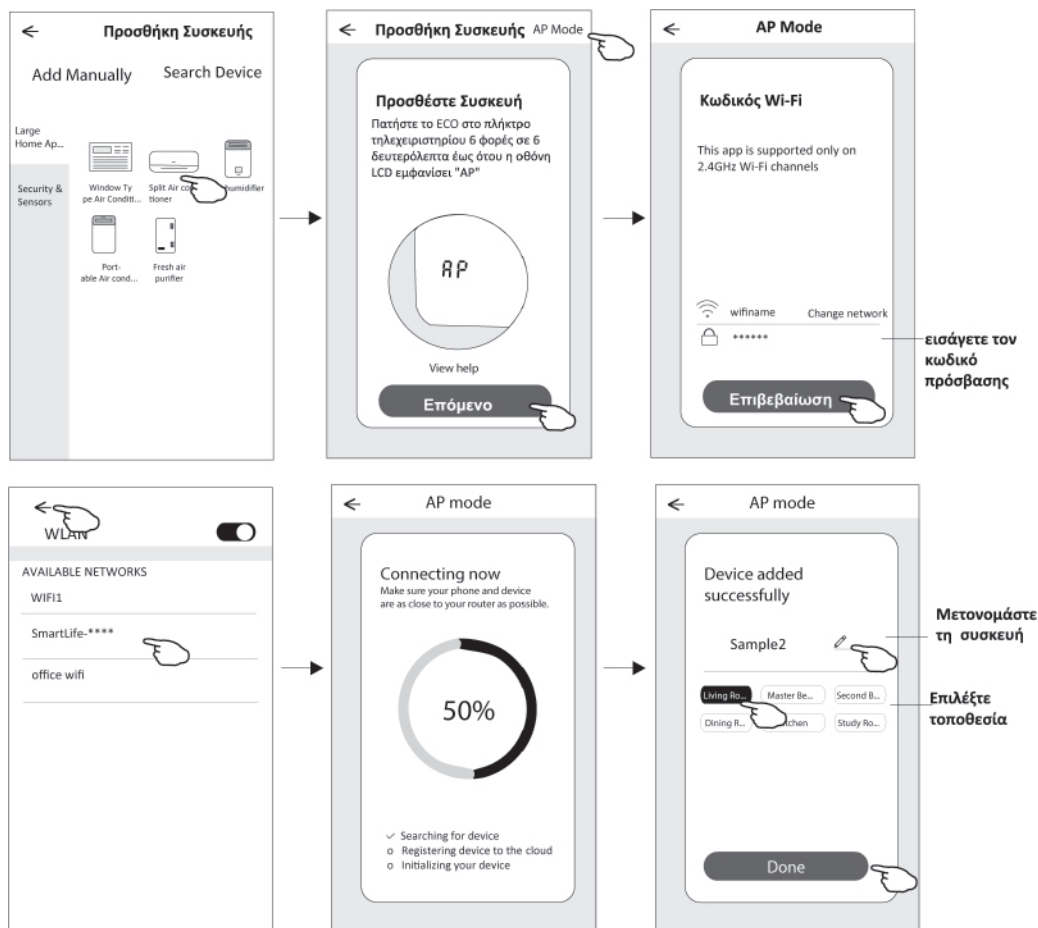 Προσθήκη Συσκευής
Add Manually
Search Device
Large
Home Ap...
Security &
Sensors
Window Ty
pe Air Conditi...
Split Air co
tioner
humidifier
Port-
able Air cond...
Fresh air
purifier
Προσθήκη Συσκευής AP Mode
Προσθέστε Συσκευή
Πατήστε το ECO στο πλήκτρο
τηλεχειριστηρίου 6 φορές σε 6
δευτερόλεπτα έως ότου η οθόνη
LCD εμφανίσει "AP"
AP
View help
Επόμενο
AP Mode
Κωδικός Wi-Fi
This app is supported only on
2.4GHz Wi-Fi channels
wifiname Change network
******
Επιβεβαίωση
εισάγετε τον
κωδικό
πρόσβασης
WLAN
AVAILABLE NETWORKS
WIFI1
SmartLife-****
office wifi
AP mode
Connecting now
Make sure your phone and device
are as close to your router as possible.
50%
Searching for device
Registering device to the cloud
Initializing your device
AP mode
Device added
successfully
Sample2
Living Ro... Master Be... Second B...
Dining R... tchen Study Ro...
Done
Μετονομάστε
τη συσκευή
Επιλέξτε
τοποθεσία